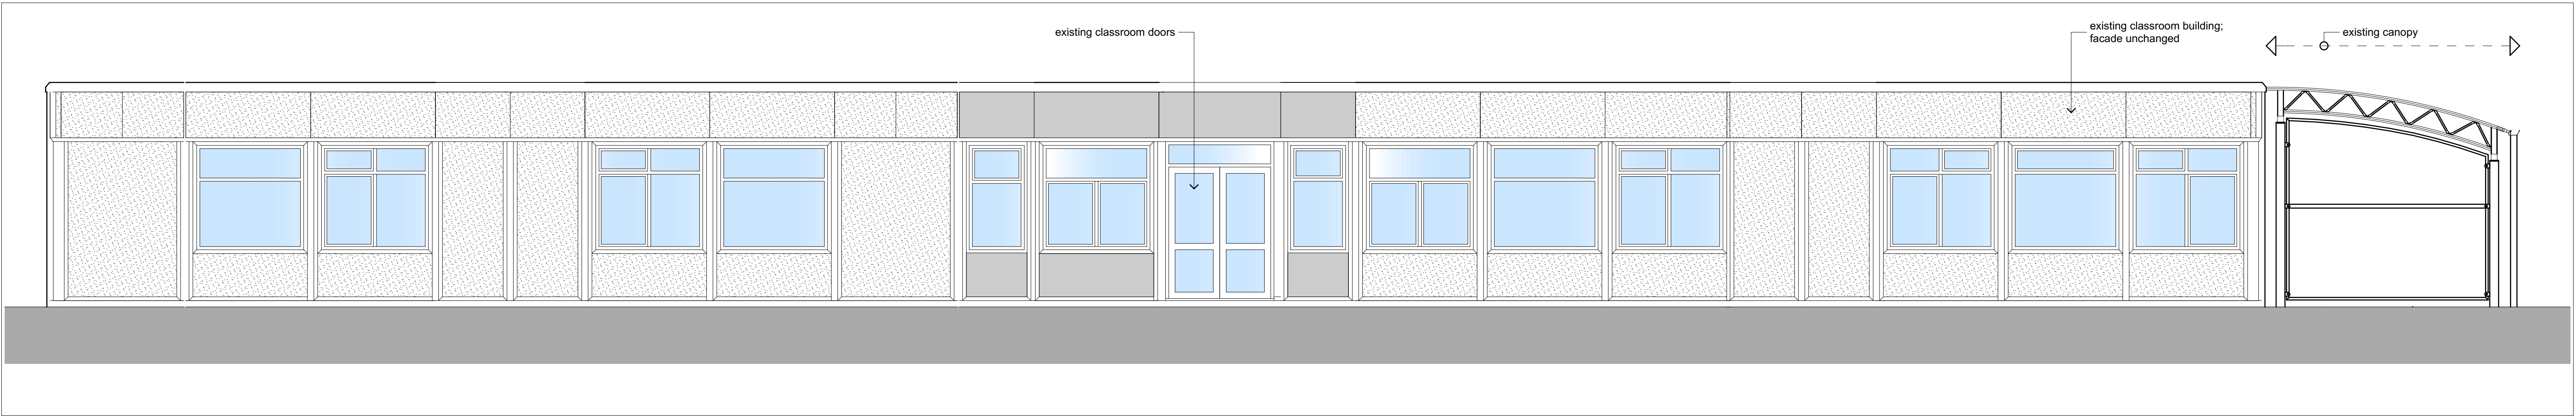 existing classroom doors
existing classroom building;
facade unchanged
existing canopy